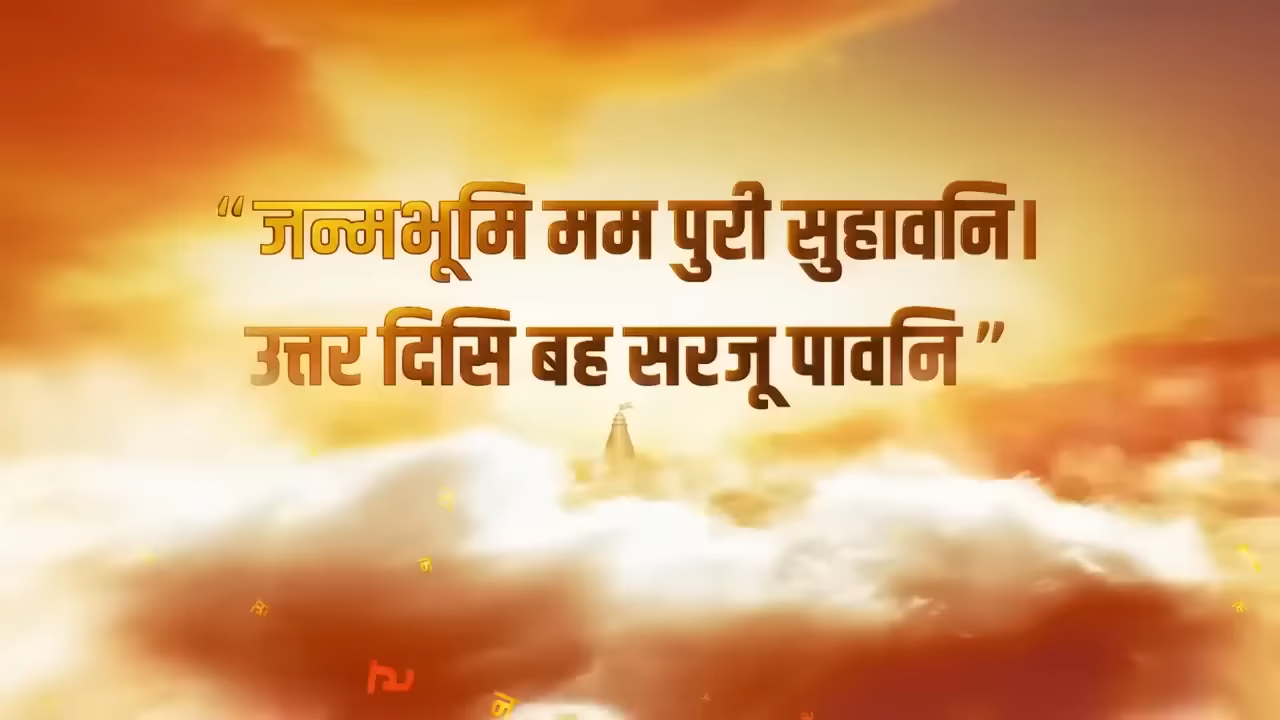 “जन्मभूमि मम पुरी सुहावनि।
उत्तर दिसि बह सरजू पावनि”